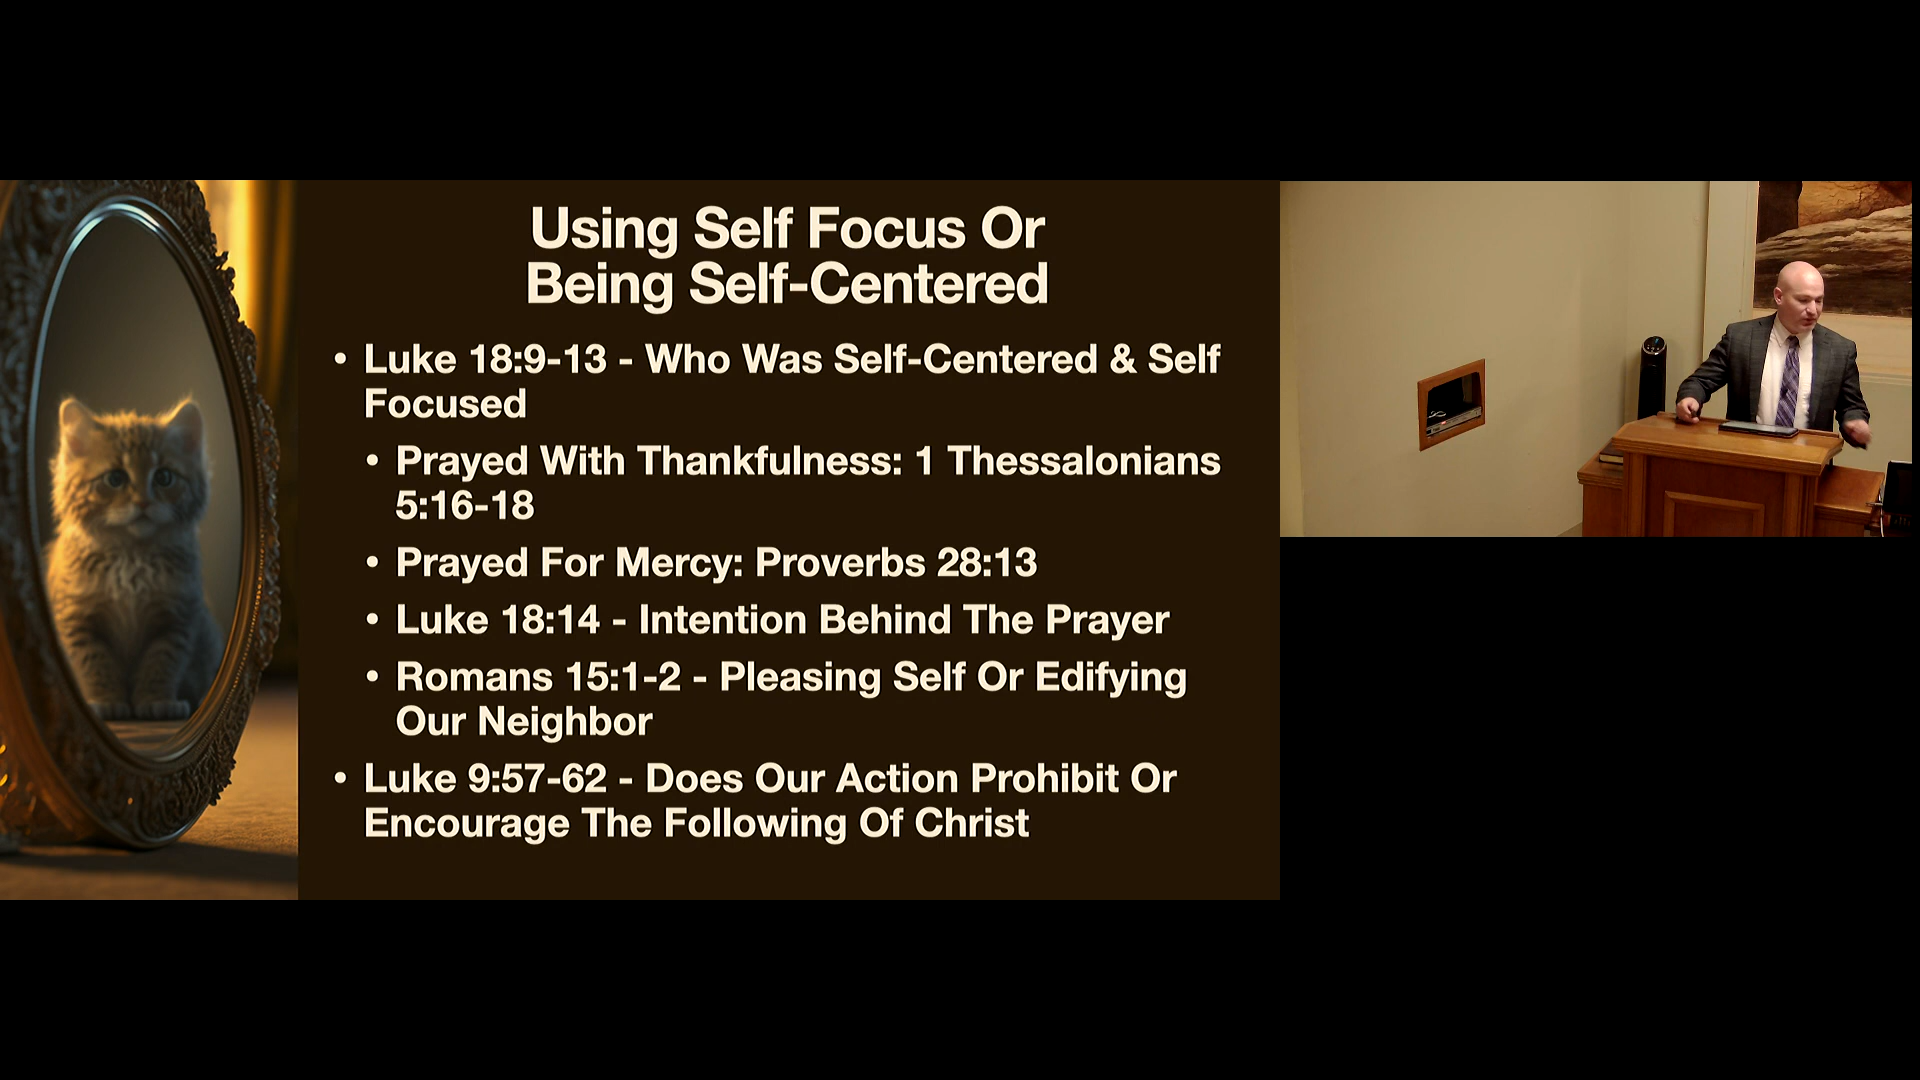 Using Self Focus Or
Being Self-Centered
• Luke 18:9-13 - Who Was Self-Centered & Self
Focused
• Prayed With Thankfulness: 1 Thessalonians
5:16-18
• Prayed For Mercy: Proverbs 28:13
• Luke 18:14 - Intention Behind The Prayer
• Romans 15:1-2 - Pleasing Self Or Edifying
Our Neighbor
• Luke 9:57-62 - Does Our Action Prohibit Or
Encourage The Following Of Christ